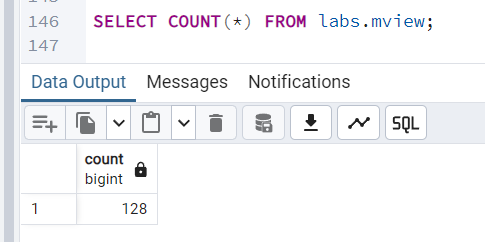 146 SELECT COUNT(*) FROM labs.mview;
147
Data Output Messages Notifications
SQL
count
bigint
1 128